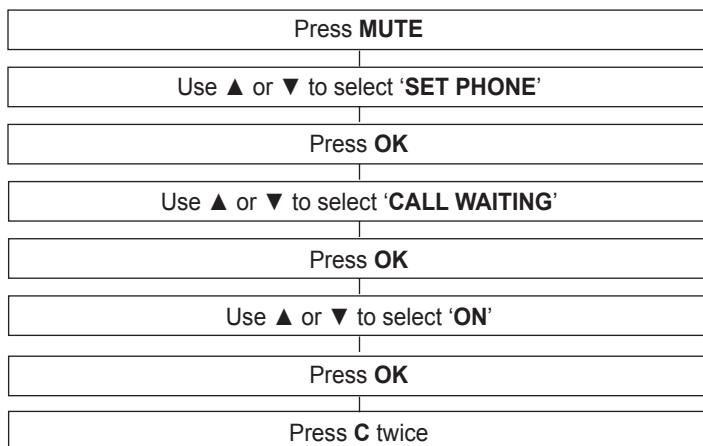 Press MUTE
Use ▲ or ▼ to select ‘SET PHONE’
Press OK
Use ▲ or ▼ to select ‘CALL WAITING’
Press OK
Use ▲ or ▼ to select ‘ON’
Press OK
Press C twice